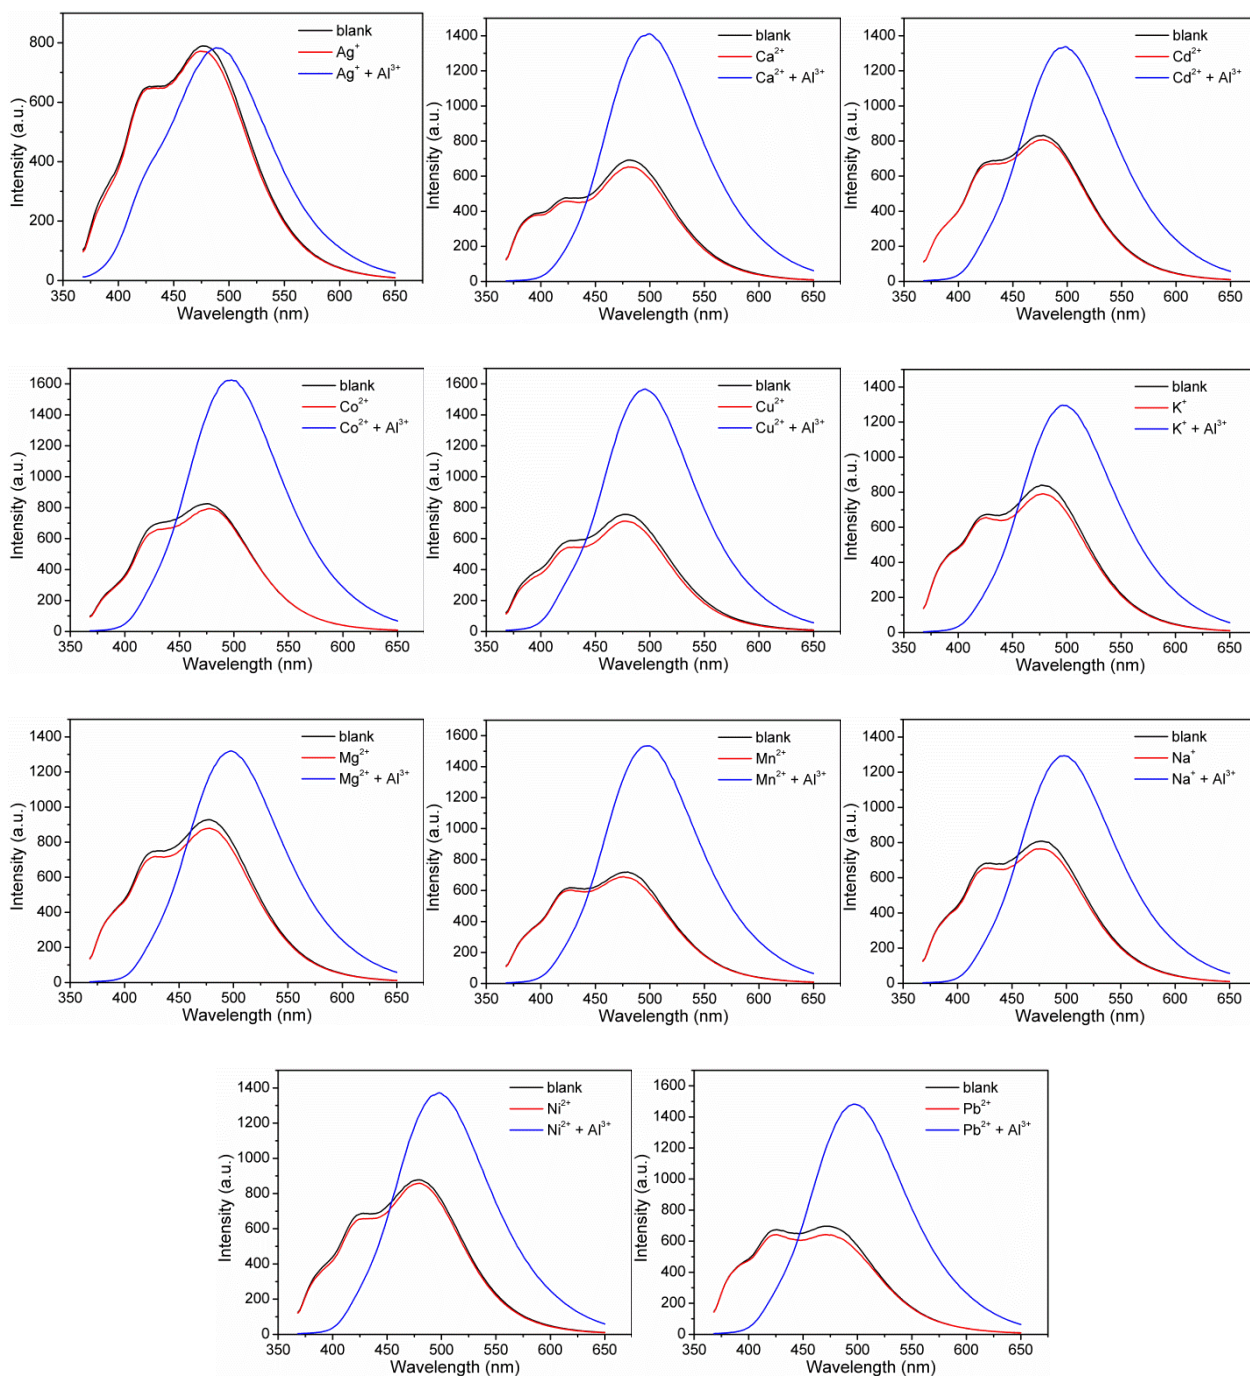 blank
Ag⁺
Ag⁺ + Al³⁺
Intensity (a.u.)
800
600
400
200
0
350 400 450 500 550 600 650
Wavelength (nm)
blank
Ca²⁺
Ca²⁺ + Al³⁺
Intensity (a.u.)
1400
1200
1000
800
600
400
200
0
350 400 450 500 550 600 650
Wavelength (nm)
blank
Cd²⁺
Cd²⁺ + Al³⁺
Intensity (a.u.)
1400
1200
1000
800
600
400
200
0
350 400 450 500 550 600 650
Wavelength (nm)
blank
Co²⁺
Co²⁺ + Al³⁺
Intensity (a.u.)
1600
1400
1200
1000
800
600
400
200
0
350 400 450 500 550 600 650
Wavelength (nm)
blank
Cu²⁺
Cu²⁺ + Al³⁺
Intensity (a.u.)
1600
1400
1200
1000
800
600
400
200
0
350 400 450 500 550 600 650
Wavelength (nm)
blank
K⁺
K⁺ + Al³⁺
Intensity (a.u.)
1400
1200
1000
800
600
400
200
0
350 400 450 500 550 600 650
Wavelength (nm)
blank
Mg²⁺
Mg²⁺ + Al³⁺
Intensity (a.u.)
1400
1200
1000
800
600
400
200
0
350 400 450 500 550 600 650
Wavelength (nm)
blank
Mn²⁺
Mn²⁺ + Al³⁺
Intensity (a.u.)
1600
1400
1200
1000
800
600
400
200
0
350 400 450 500 550 600 650
Wavelength (nm)
blank
Na⁺
Na⁺ + Al³⁺
Intensity (a.u.)
1400
1200
1000
800
600
400
200
0
350 400 450 500 550 600 650
Wavelength (nm)
blank
Ni²⁺
Ni²⁺ + Al³⁺
Intensity (a.u.)
1400
1200
1000
800
600
400
200
0
350 400 450 500 550 600 650
Wavelength (nm)
blank
Pb²⁺
Pb²⁺ + Al³⁺
Intensity (a.u.)
1600
1400
1200
1000
800
600
400
200
0
350 400 450 500 550 600 650
Wavelength (nm)